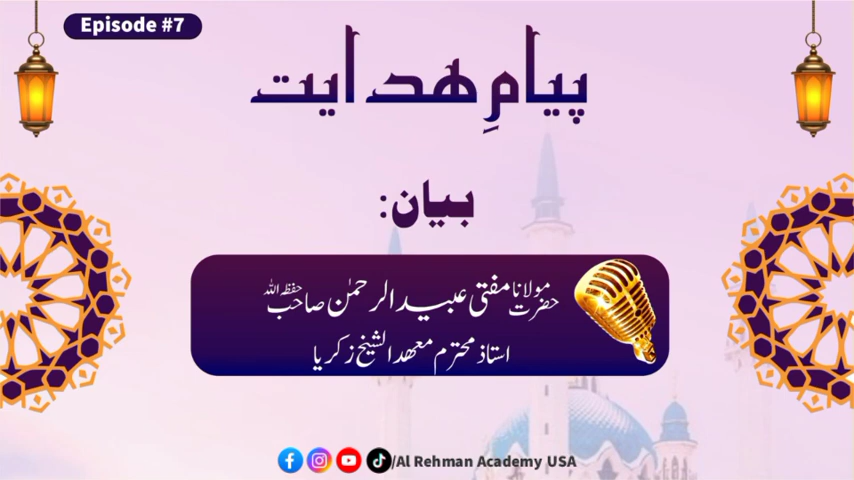 Episode #7
پیامِ ھدایت
بیان:
حضرت مولانا مفتی عبید الرحمٰن صاحب حفظہ اللہ
استاذ محترم معھد الشیخ زکریا
/Al Rehman Academy USA